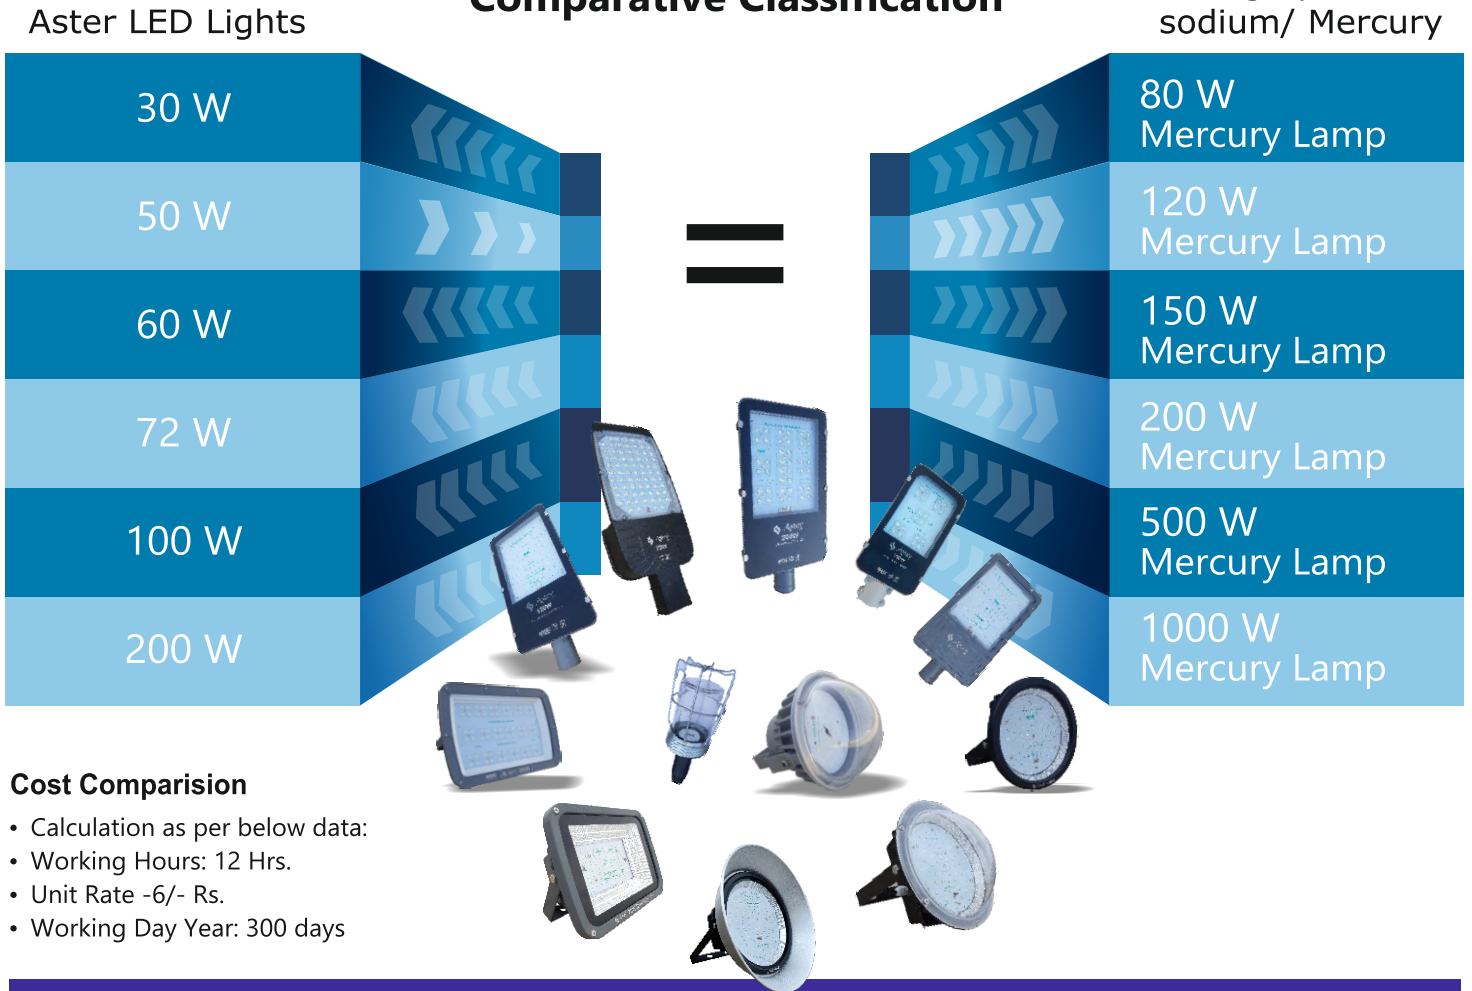 Comparative Classification
Aster LED Lights
sodium/ Mercury
30 W
80 W
Mercury Lamp
50 W
120 W
Mercury Lamp
60 W
150 W
Mercury Lamp
72 W
200 W
Mercury Lamp
100 W
500 W
Mercury Lamp
200 W
1000 W
Mercury Lamp
Cost Comparision
• Calculation as per below data:
• Working Hours: 12 Hrs.
• Unit Rate -6/- Rs.
• Working Day Year: 300 days